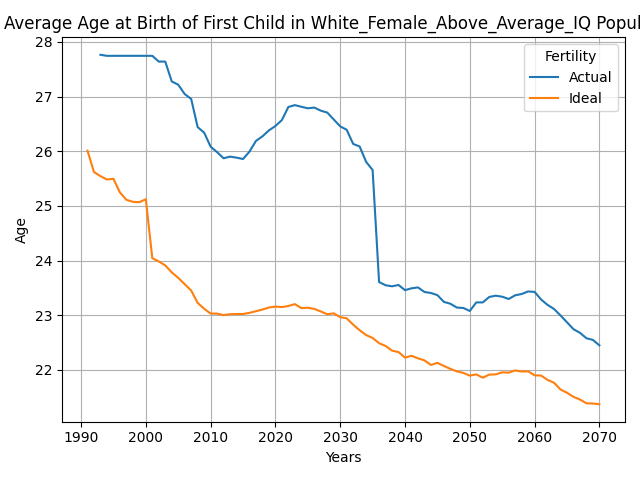 Average Age at Birth of First Child in White_Female_Above_Average_IQ Popul
Fertility
Actual
Ideal
28
27
26
25
24
23
22
Age
1990 2000 2010 2020 2030 2040 2050 2060 2070
Years